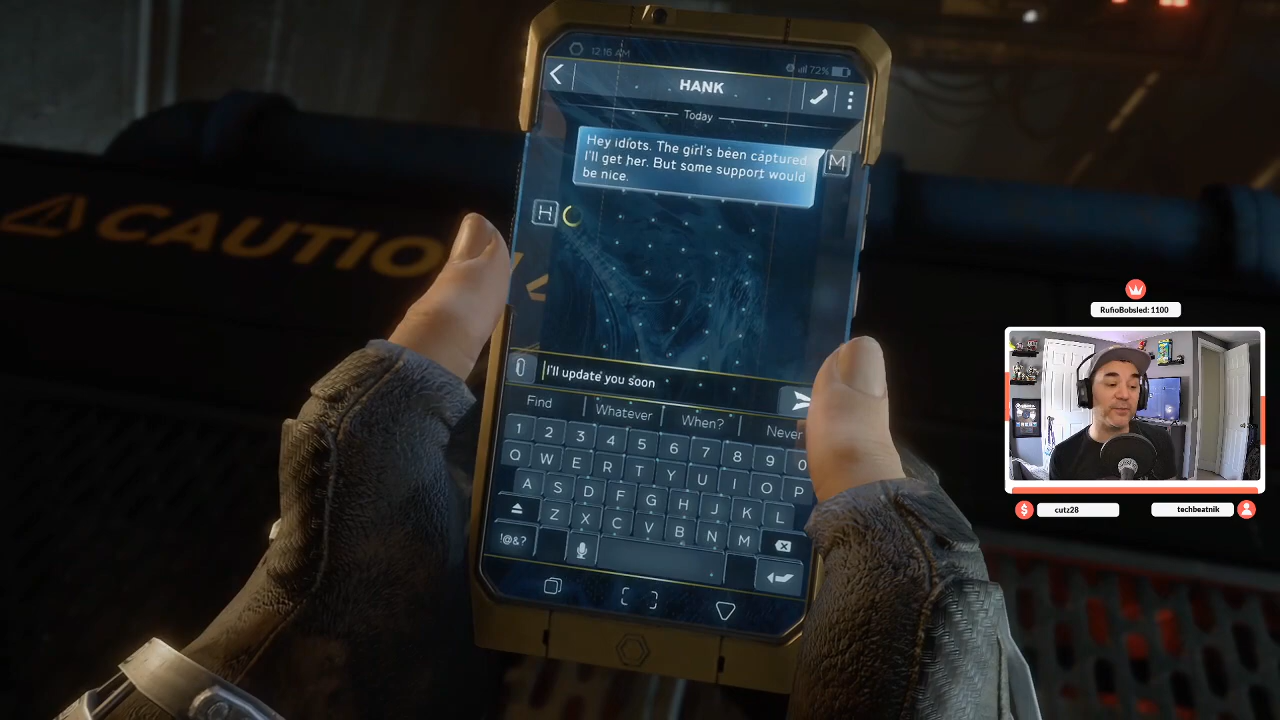 12:16 AM
72%
HANK
Today
Hey idiots. The girl's been captured
I'll get her. But some support would
be nice.
M
H
CAUTIO
I'll update you soon
Find Whatever When? Never
1 2 3 4 5 6 7 8 9 0
Q W E R T Y U I O P
A S D F G H J K L
Z X C V B N M
!@&?
RufioBobsled: 1100
cutz28
techbeatnik